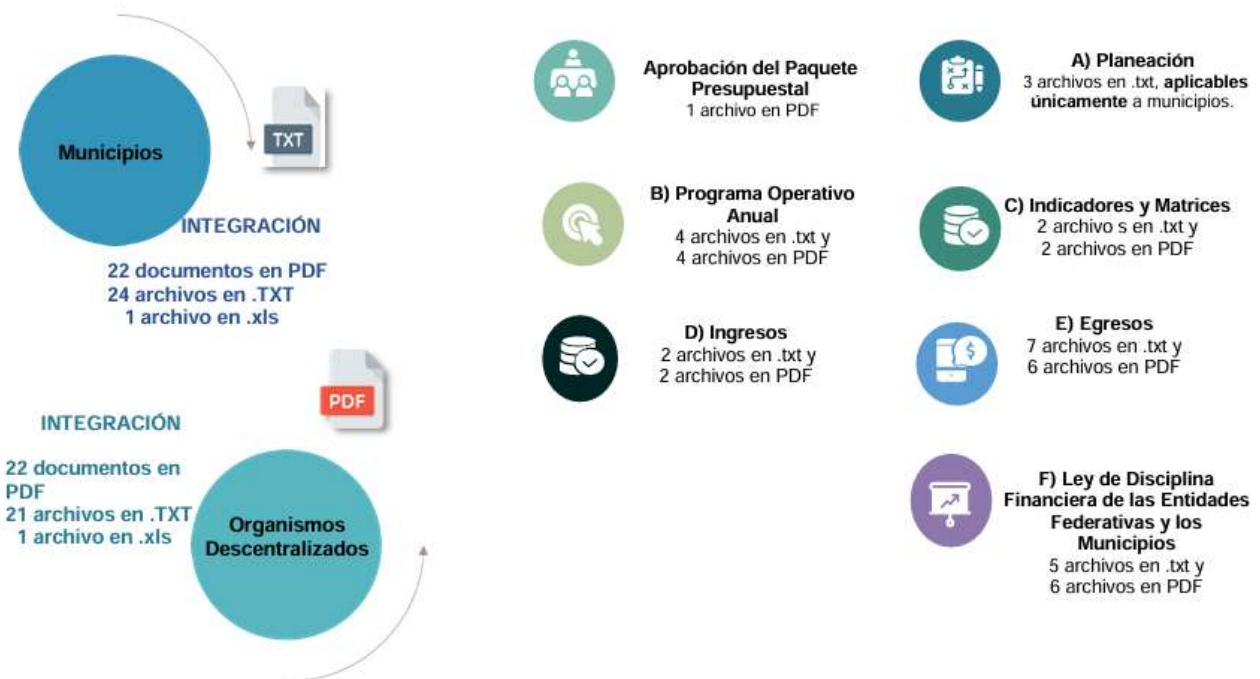 Municipios
TXT
INTEGRACIÓN
22 documentos en PDF
24 archivos en .TXT
1 archivo en .xls
PDF
INTEGRACIÓN
22 documentos en
PDF
21 archivos en .TXT
1 archivo en .xls
Organismos
Descentralizados
Aprobación del Paquete
Presupuestal
1 archivo en PDF
A) Planeación
3 archivos en .txt, aplicables
únicamente a municipios.
B) Programa Operativo
Anual
4 archivos en .txt y
4 archivos en PDF
C) Indicadores y Matrices
2 archivo s en .txt y
2 archivos en PDF
D) Ingresos
2 archivos en .txt y
2 archivos en PDF
E) Egresos
7 archivos en .txt y
6 archivos en PDF
F) Ley de Disciplina
Financiera de las Entidades
Federativas y los
Municipios
5 archivos en .txt y
6 archivos en PDF